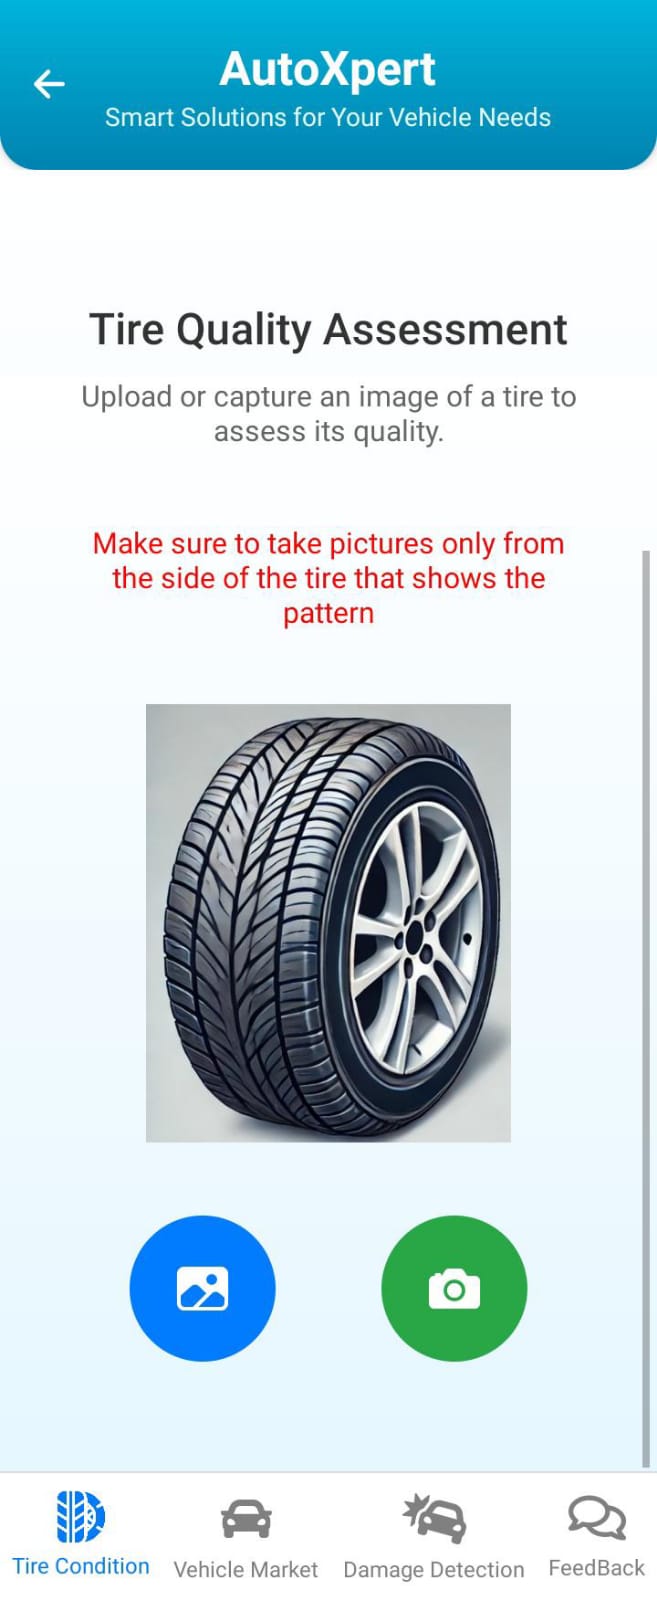 AutoXpert
Smart Solutions for Your Vehicle Needs
Tire Quality Assessment
Upload or capture an image of a tire to
assess its quality.
Make sure to take pictures only from
the side of the tire that shows the
pattern
Tire Condition
Vehicle Market
Damage Detection
FeedBack